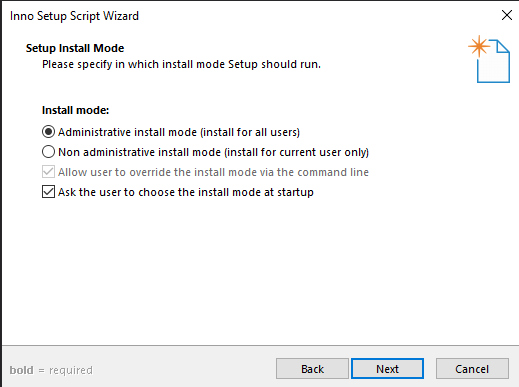 Inno Setup Script Wizard
Setup Install Mode
Please specify in which install mode Setup should run.
Install mode:
Administrative install mode (install for all users)
Non administrative install mode (install for current user only)
Allow user to override the install mode via the command line
Ask the user to choose the install mode at startup
bold = required
Back
Next
Cancel